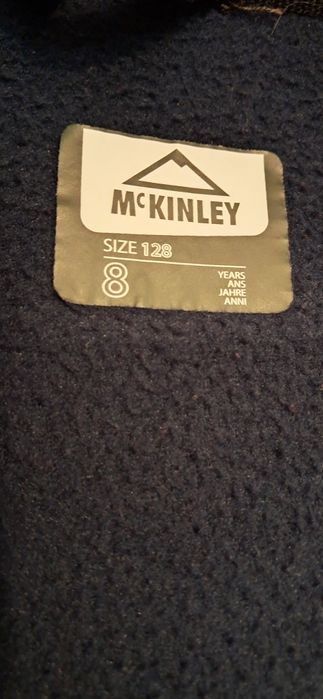 McKINLEY
SIZE 128
8
YEARS
ANS
JAHRE
ANNI